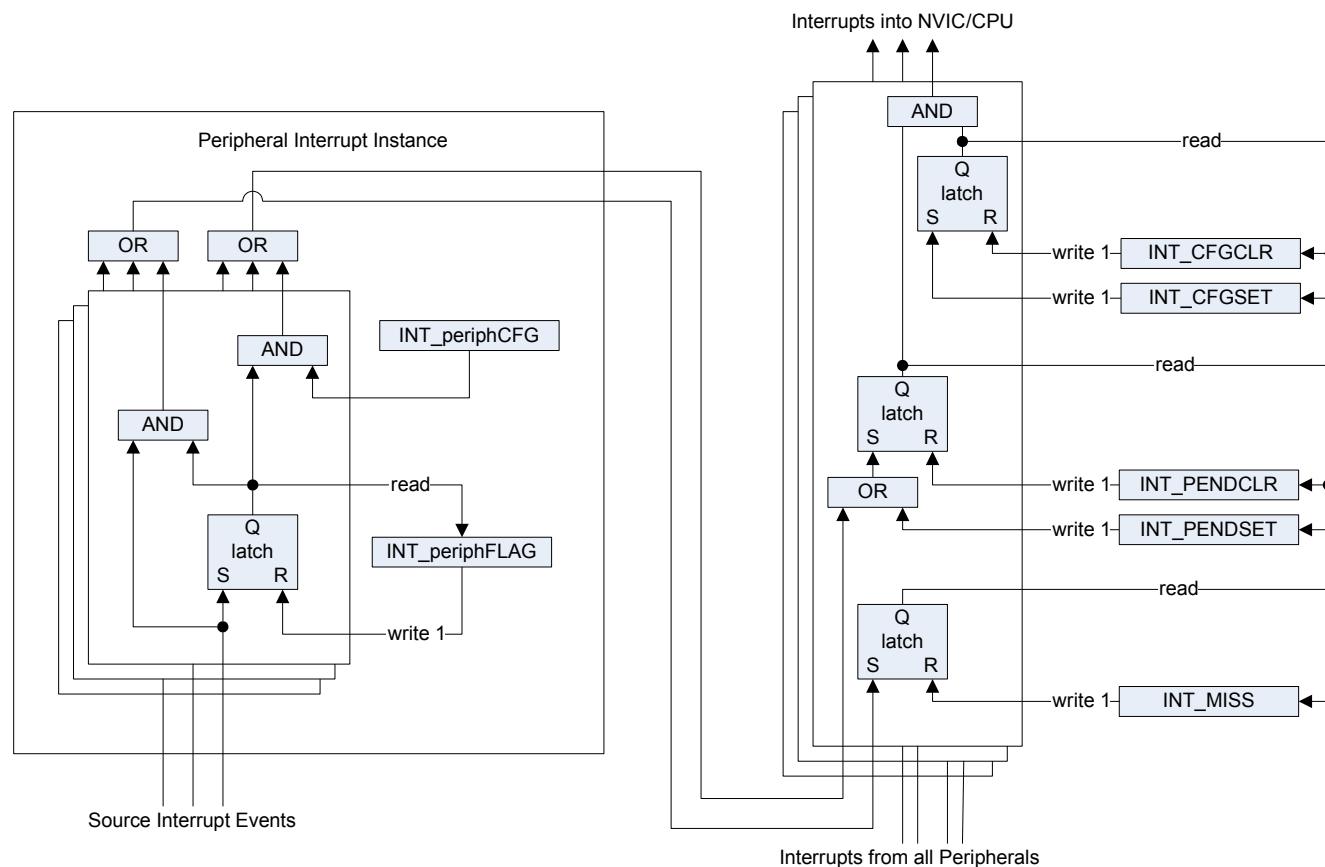 Interrupts into NVIC/CPU
Peripheral Interrupt Instance
OR
OR
AND
INT_periphCFG
AND
read
Q
latch
S R
INT_periphFLAG
write 1
Source Interrupt Events
AND
read
Q
latch
S R
write 1
INT_CFGCLR
write 1
INT_CFGSET
read
Q
latch
S R
write 1
INT_PENDCLR
OR
write 1
INT_PENDSET
read
Q
latch
S R
write 1
INT_MISS
Interrupts from all Peripherals